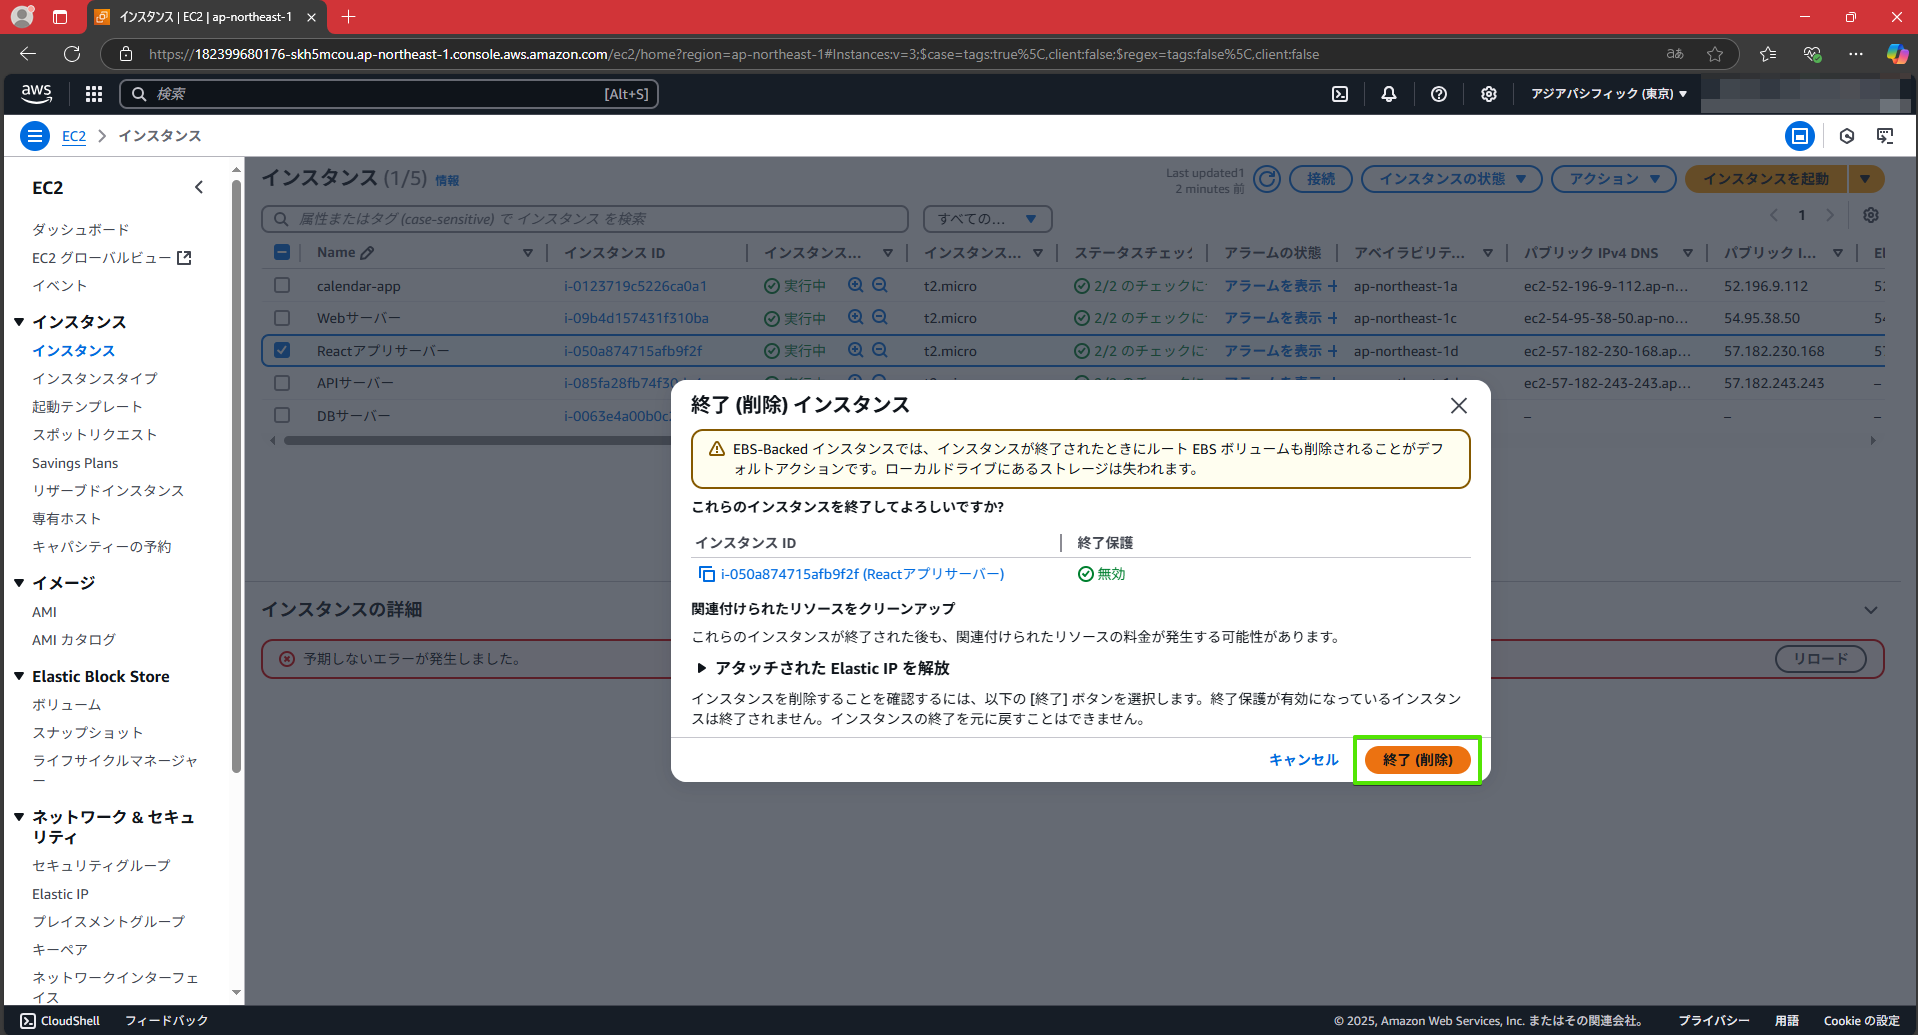 インスタンス | EC2 | ap-northeast-1
https://182399680176-skh5mcou.ap-northeast-1.console.aws.amazon.com/ec2/home?region=ap-northeast-1#Instances:v=3;$case=tags:true%5C,client:false;$regex=tags:false%5C,client:false
aあ
aws
検索
[Alt+S]
アジアパシフィック (東京)
EC2
インスタンス
EC2
ダッシュボード
EC2 グローバルビュー
イベント
インスタンス
インスタンス
インスタンスタイプ
起動テンプレート
スポットリクエスト
Savings Plans
リザーブドインスタンス
専有ホスト
キャパシティーの予約
イメージ
AMI
AMI カタログ
Elastic Block Store
ボリューム
スナップショット
ライフサイクルマネージャ
ー
ネットワーク & セキュ
リティ
セキュリティグループ
Elastic IP
プレイスメントグループ
キーペア
ネットワークインターフェ
イス
インスタンス (1/5) 情報
Last updated1
2 minutes 前
接続
インスタンスの状態
アクション
インスタンスを起動
属性またはタグ (case-sensitive) で インスタンス を検索
すべての...
1
Name インスタンス ID インスタンス... インスタンス... ステータスチェック アラームの状態 アベイラビリテ... パブリック IPv4 DNS パブリック I... El
calendar-app i-0123719c5226ca0a1 実行中 t2.micro 2/2 のチェックに アラームを表示 + ap-northeast-1a ec2-52-196-9-112.ap-n... 52.196.9.112 52
Webサーバー i-09b4d157431f310ba 実行中 t2.micro 2/2 のチェックに アラームを表示 + ap-northeast-1c ec2-54-95-38-50.ap-no... 54.95.38.50 54
Reactアプリサーバー i-050a874715afb9f2f 実行中 t2.micro 2/2 のチェックに アラームを表示 + ap-northeast-1d ec2-57-182-230-168.ap... 57.182.230.168 57
APIサーバー i-085fa28fb74f30 ec2-57-182-243-243.ap... 57.182.243.243 –
DBサーバー i-0063e4a00b0c – – –
インスタンスの詳細
予期しないエラーが発生しました。
リロード
終了 (削除) インスタンス
EBS-Backed インスタンスでは、インスタンスが終了されたときにルート EBS ボリュームも削除されることがデフ
ォルトアクションです。ローカルドライブにあるストレージは失われます。
これらのインスタンスを終了してよろしいですか?
インスタンス ID 終了保護
i-050a874715afb9f2f (Reactアプリサーバー) 無効
関連付けられたリソースをクリーンアップ
これらのインスタンスが終了された後も、関連付けられたリソースの料金が発生する可能性があります。
アタッチされた Elastic IP を解放
インスタンスを削除することを確認するには、以下の [終了] ボタンを選択します。終了保護が有効になっているインスタン
スは終了されません。インスタンスの終了を元に戻すことはできません。
キャンセル
終了 (削除)
CloudShell
フィードバック
© 2025, Amazon Web Services, Inc. またはその関連会社。
プライバシー
用語
Cookie の設定